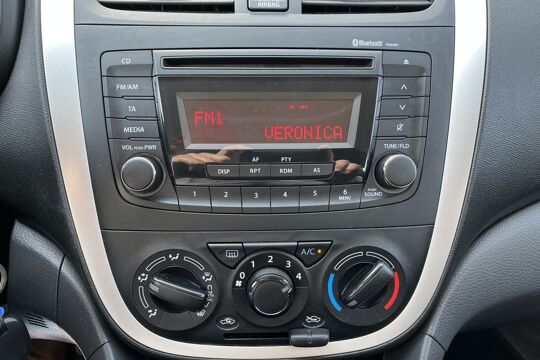 AIRBAG
Bluetooth
CD
FM/AM
TA
MEDIA
VOL PUSH PWR
FM1
VERONICA
AF PTY
DISP RPT RDM AS
1 2 3 4 5 6
MENU
TUNE/FLD
PUSH
SOUND
A/C
0 1 2 3 4